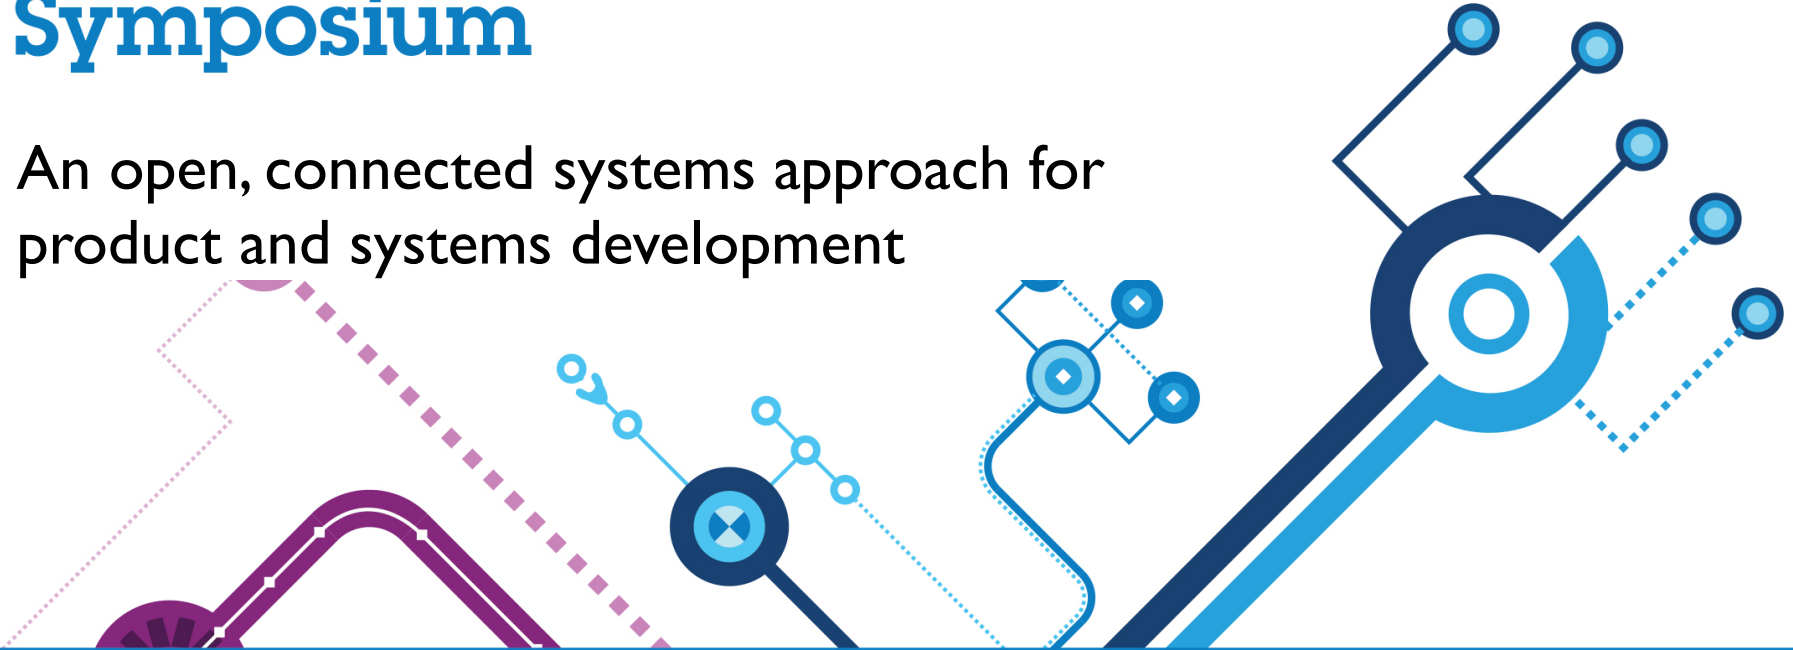 Symposium
An open, connected systems approach for
product and systems development